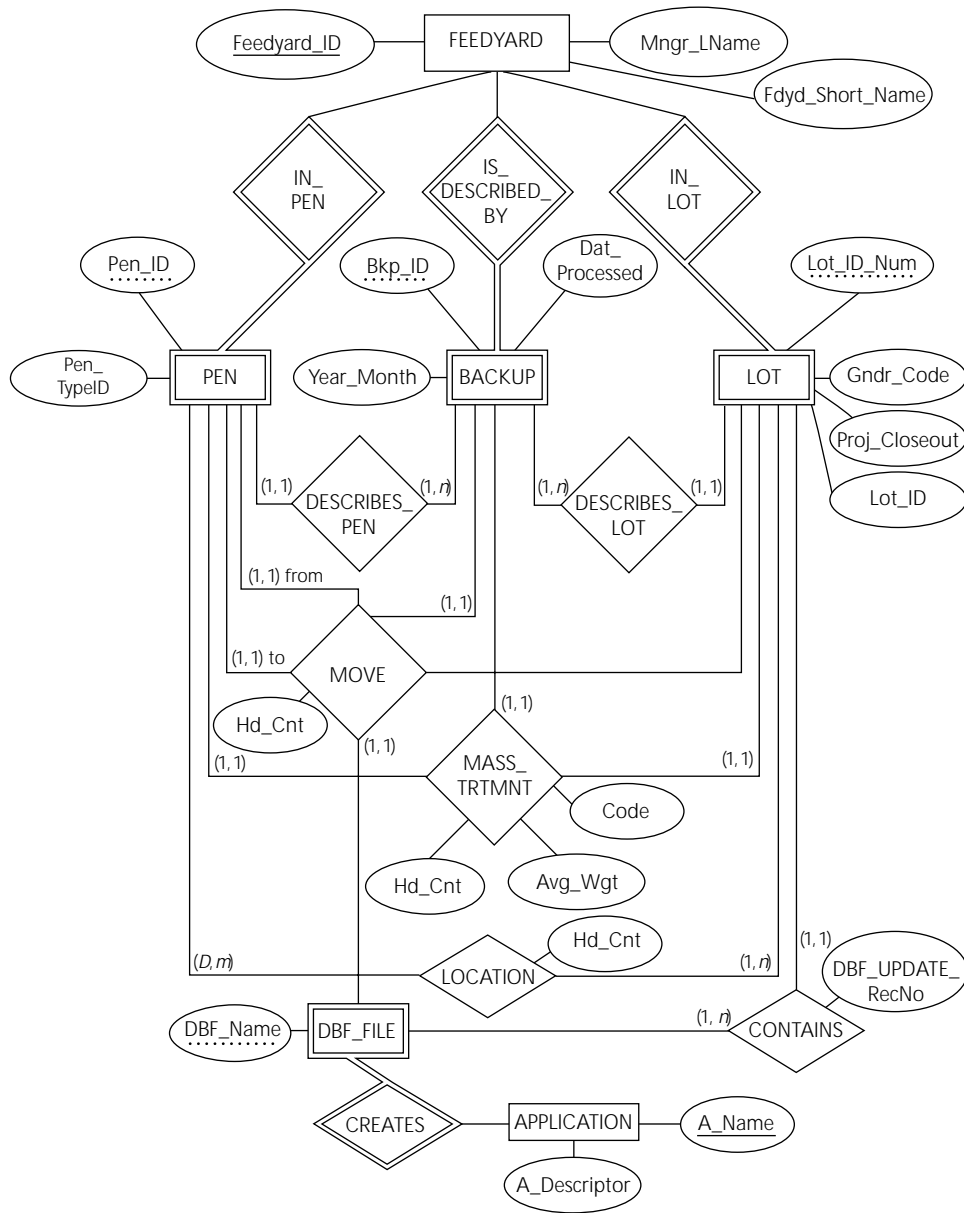 Feedyard_ID
FEEDYARD
Mngr_LName
Fdyd_Short_Name
IN_
PEN
IS_
DESCRIBED_
BY
IN_
LOT
Pen_ID
Bkp_ID
Dat_
Processed
Lot_ID_Num
Pen_
TypeID
PEN
Year_Month
BACKUP
LOT
Gndr_Code
Proj_Closeout
Lot_ID
(1, 1)
DESCRIBES_
PEN
(1, n)
(1, n)
DESCRIBES_
LOT
(1, 1)
(1, 1) from
(1, 1)
(1, 1) to
MOVE
Hd_Cnt
(1, 1)
(1, 1)
(1, 1)
MASS_
TRTMNT
(1, 1)
Code
Hd_Cnt
Avg_Wgt
Hd_Cnt
(D, m)
LOCATION
(1, n)
(1, 1)
DBF_UPDATE_
RecNo
DBF_Name
DBF_FILE
(1, n)
CONTAINS
CREATES
APPLICATION
A_Name
A_Descriptor